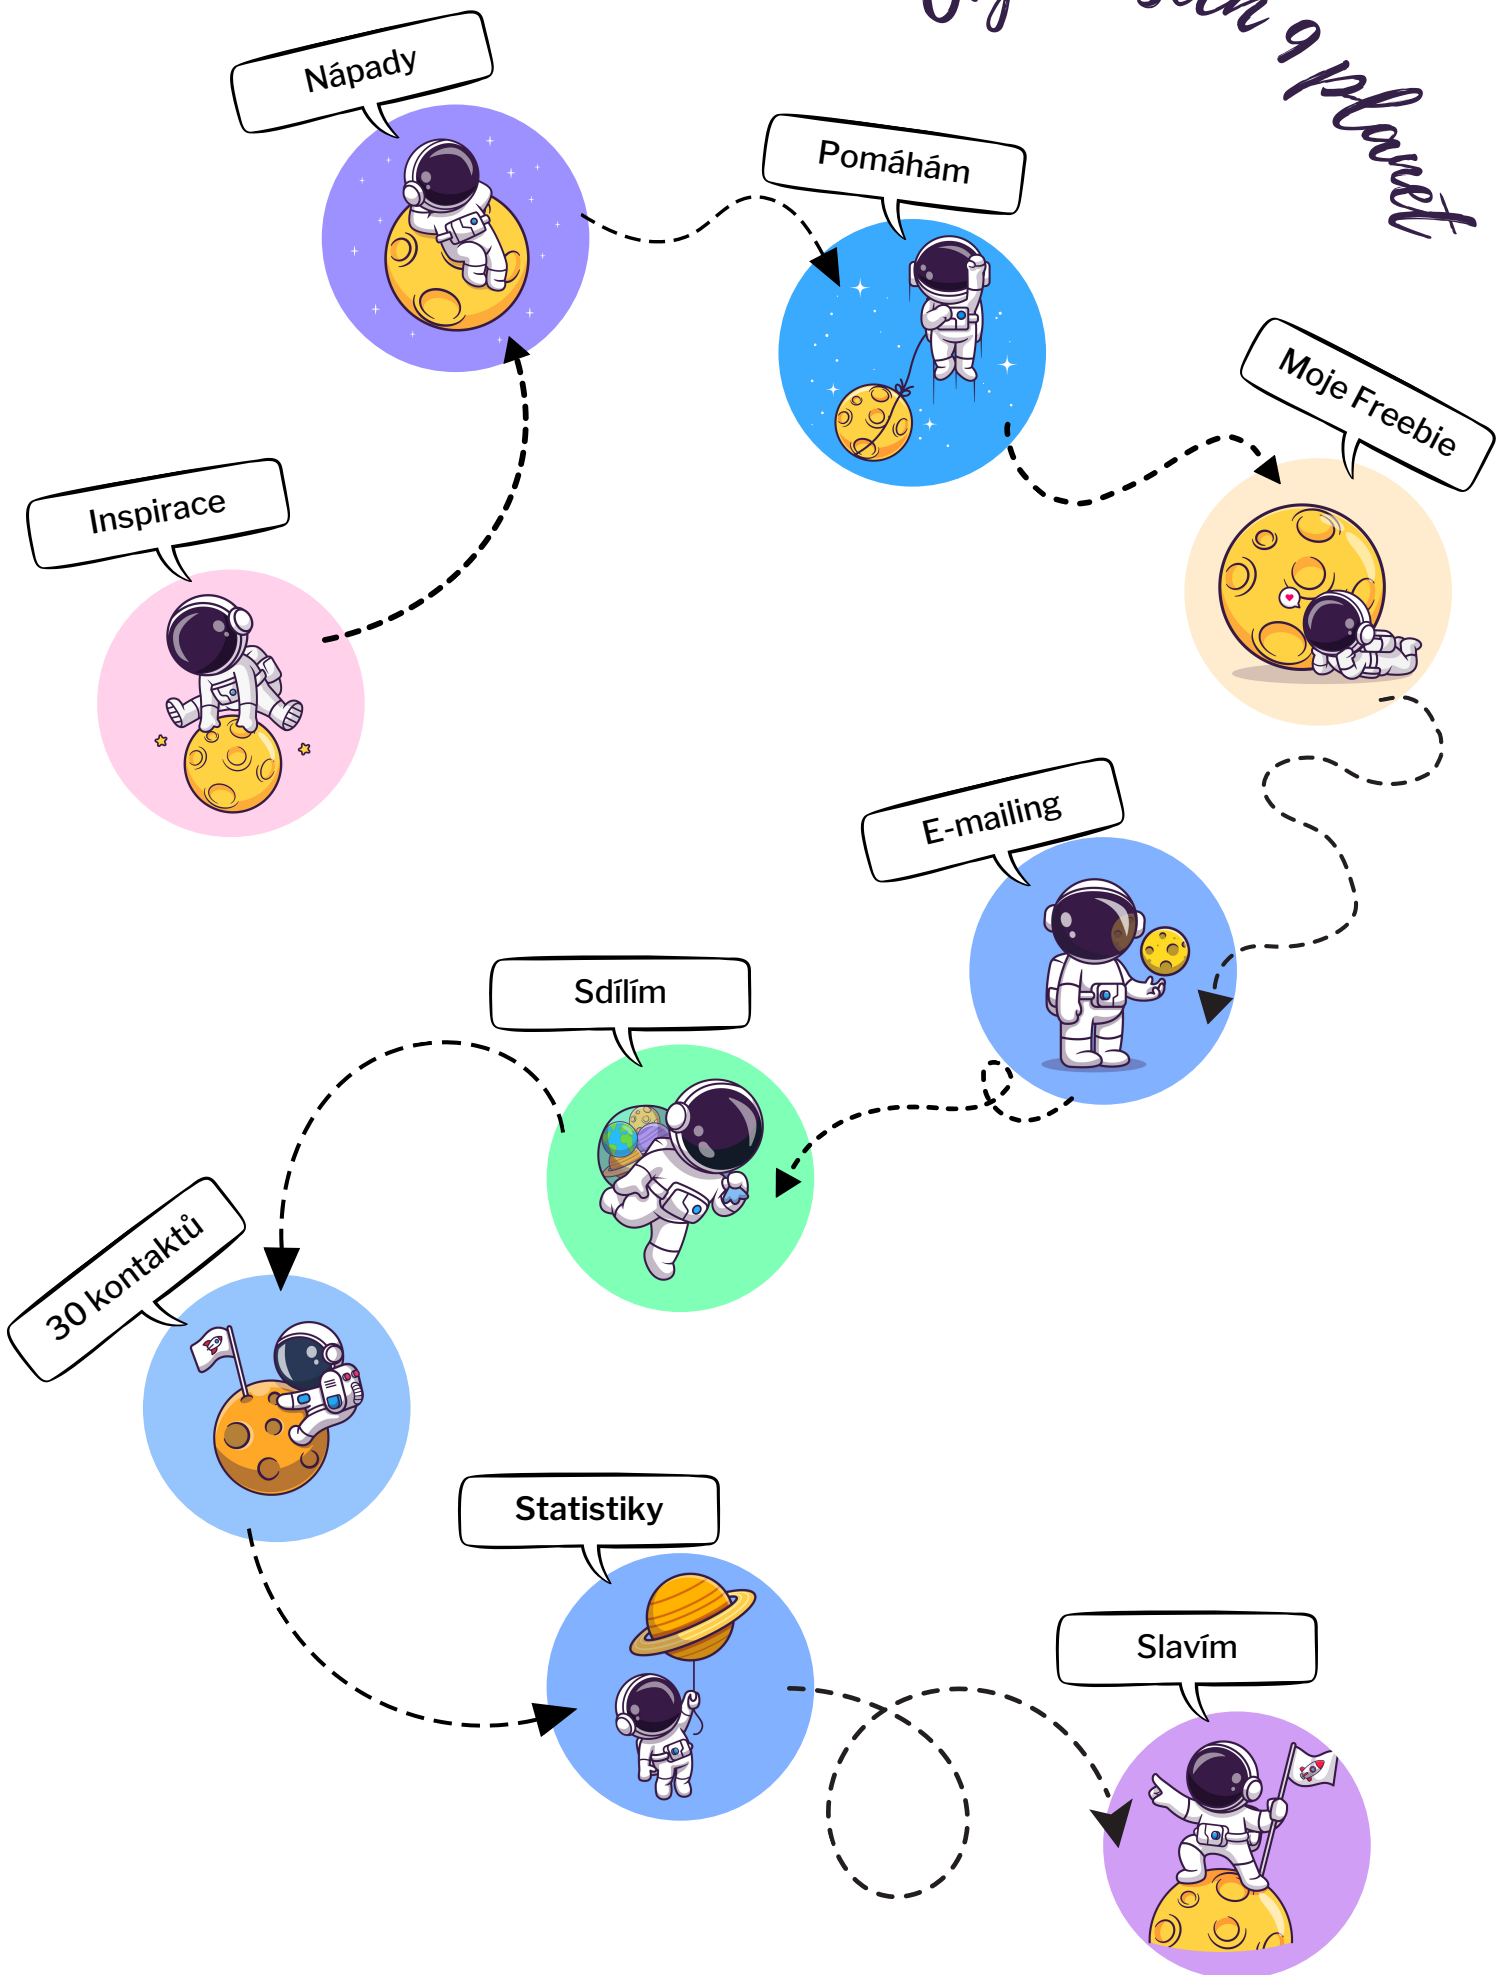 9 planet
Nápady
Pomáhám
Moje Freebie
Inspirace
E-mailing
Sdílím
30 kontaktů
Statistiky
Slavím